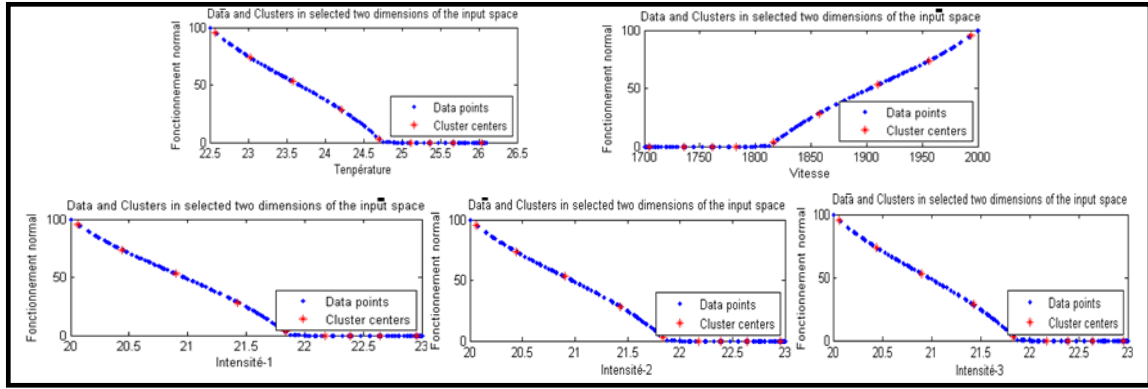 Data and Clusters in selected two dimensions of the input space
Fonctionnement normal
100
50
0
22.5 23 23.5 24 24.5 25 25.5 26 26.5
Tenpérature
Data points
Cluster centers
Data and Clusters in selected two dimensions of the input space
Fonctionnement normal
100
50
0
1700 1750 1800 1850 1900 1950 2000
Vitesse
Data points
Cluster centers
Data and Clusters in selected two dimensions of the input space
Fonctionnement normal
100
50
0
20 20.5 21 21.5 22 22.5 23
Intensité-1
Data points
Cluster centers
Data and Clusters in selected two dimensions of the input space
Fonctionnement normal
100
50
0
20 20.5 21 21.5 22 22.5 23
Intensité-2
Data points
Cluster centers
Data and Clusters in selected two dimensions of the input space
Fonctionnement normal
100
50
0
20 20.5 21 21.5 22 22.5 23
Intensité-3
Data points
Cluster centers